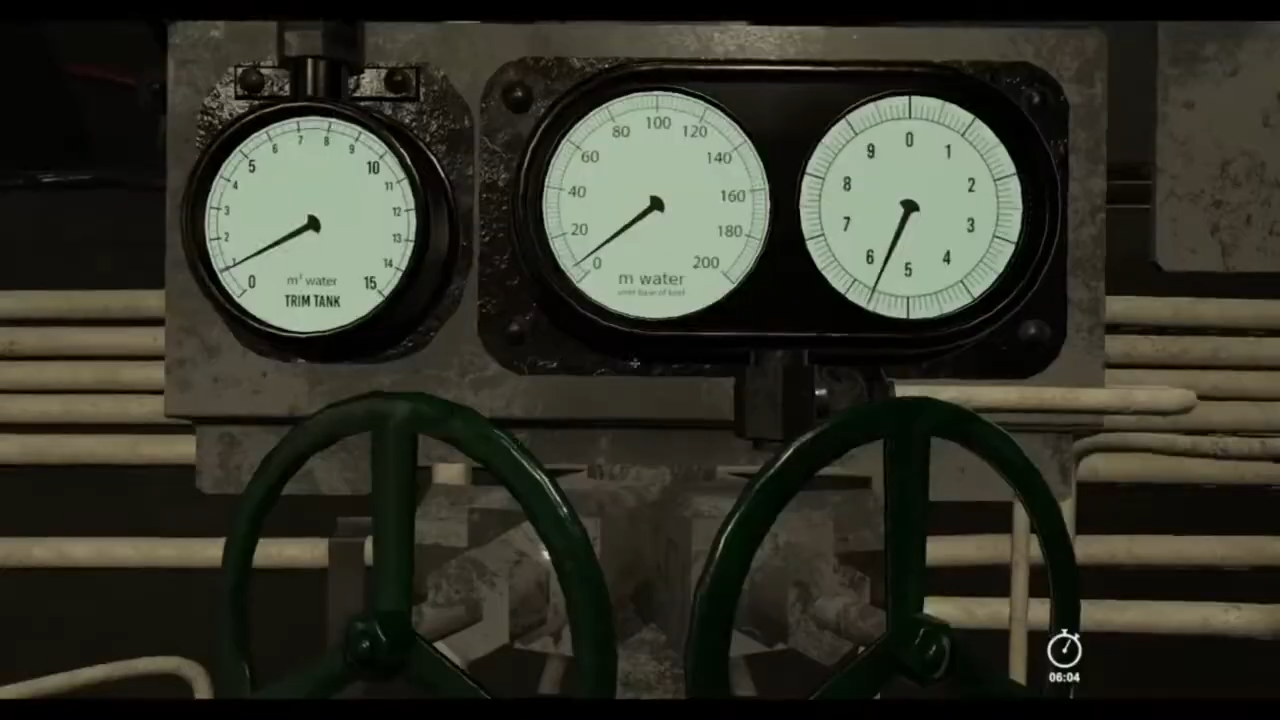 0 1 2 3 4 5 6 7 8 9 10 11 12 13 14 15
m³ water
TRIM TANK
0 20 40 60 80 100 120 140 160 180 200
m water
0 1 2 3 4 5 6 7 8 9
06:04